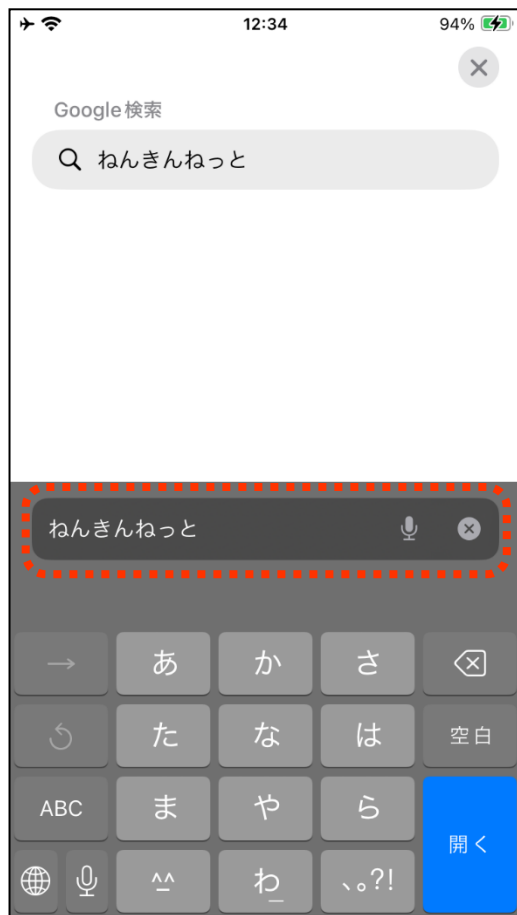 12:34
94%
Google検索
ねんきんねっと
ねんきんねっと
→ あ か さ
た な は 空白
ABC ま や ら
開く
^^ わ_ 、。?!